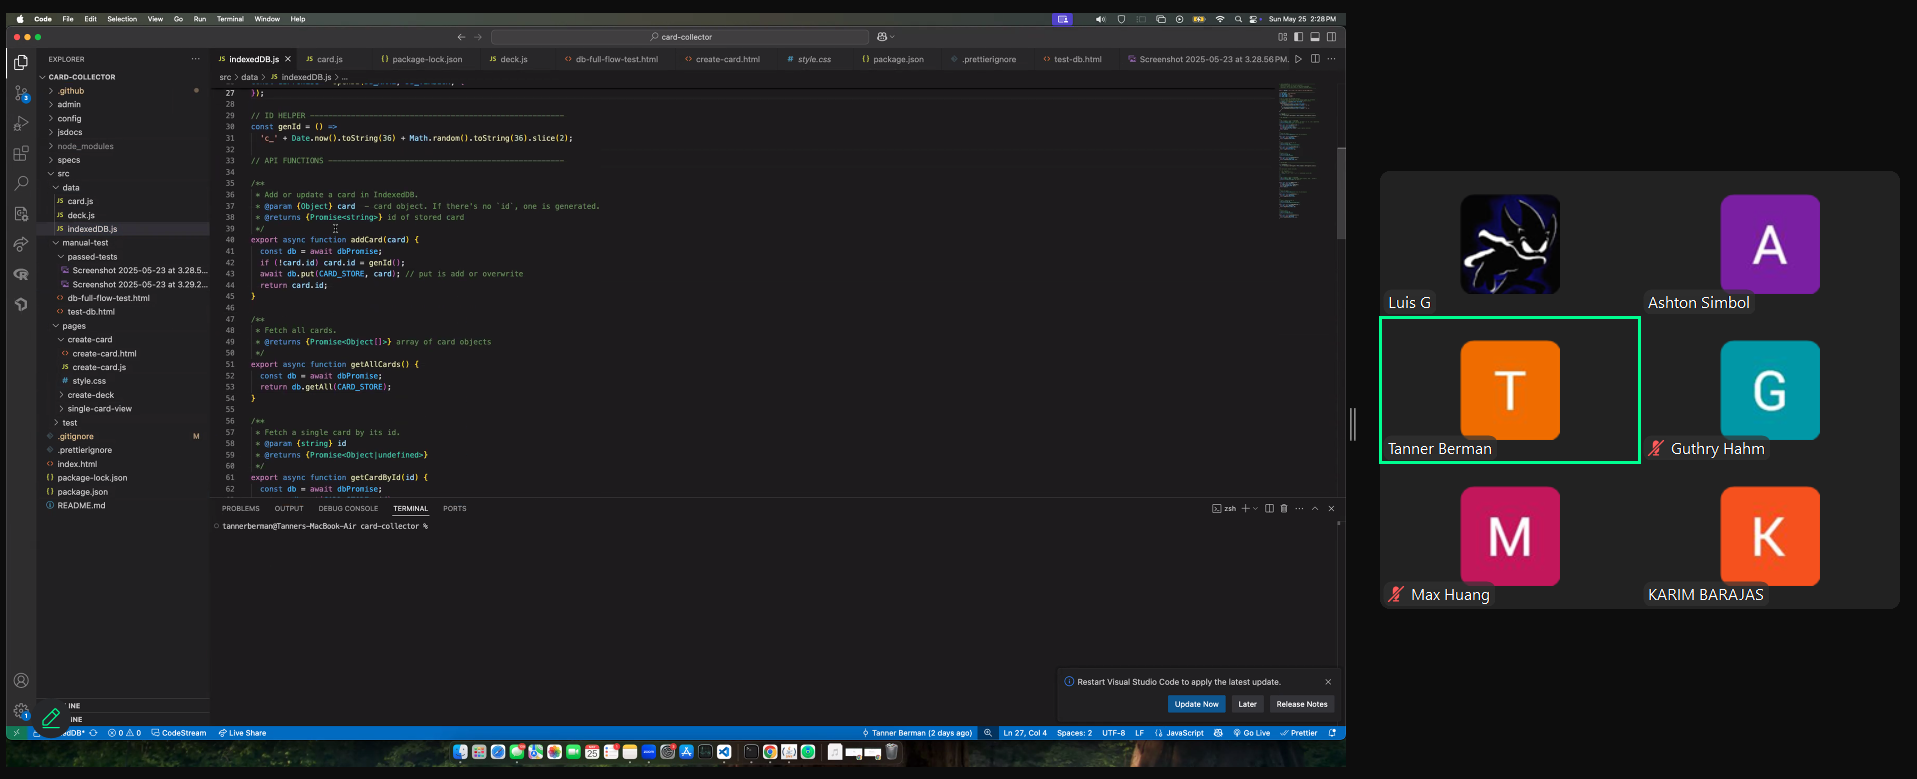 Code File Edit Selection View Go Run Terminal Window Help
Sun May 25 2:28 PM
card-collector
EXPLORER
CARD-COLLECTOR
.github
admin
config
jsdocs
node_modules
specs
src
data
JS card.js
JS deck.js
JS indexedDB.js
manual-test
passed-tests
Screenshot 2025-05-23 at 3.28.5...
Screenshot 2025-05-23 at 3.29.2...
db-full-flow-test.html
test-db.html
pages
create-card
create-card.html
JS create-card.js
# style.css
create-deck
single-card-view
test
.gitignore M
.prettierignore
index.html
{} package-lock.json
{} package.json
README.md
INE
INE
JS indexedDB.js
JS card.js
{} package-lock.json
JS deck.js
db-full-flow-test.html
create-card.html
# style.css
{} package.json
.prettierignore
test-db.html
Screenshot 2025-05-23 at 3.28.56 PM.
src > data > JS indexedDB.js > ...
27 });
28
29 // ID HELPER
30 const genId = () =>
31 'c_' + Date.now().toString(36) + Math.random().toString(36).slice(2);
32
33 // API FUNCTIONS
34
35 /**
36 * Add or update a card in IndexedDB.
37 * @param {Object} card - card object. If there's no `id`, one is generated.
38 * @returns {Promise<string>} id of stored card
39 */
40 export async function addCard(card) {
41 const db = await dbPromise;
42 if (!card.id) card.id = genId();
43 await db.put(CARD_STORE, card); // put is add or overwrite
44 return card.id;
45 }
46
47 /**
48 * Fetch all cards.
49 * @returns {Promise<Object[]>} array of card objects
50 */
51 export async function getAllCards() {
52 const db = await dbPromise;
53 return db.getAll(CARD_STORE);
54 }
55
56 /**
57 * Fetch a single card by its id.
58 * @param {string} id
59 * @returns {Promise<Object|undefined>}
60 */
61 export async function getCardById(id) {
62 const db = await dbPromise;
PROBLEMS OUTPUT DEBUG CONSOLE TERMINAL PORTS
zsh
tannerberman@Tanners-MacBook-Air card-collector %
Restart Visual Studio Code to apply the latest update.
Update Now Later Release Notes
0 0 CodeStream Live Share
Tanner Berman (2 days ago) Ln 27, Col 4 Spaces: 2 UTF-8 LF JavaScript Go Live Prettier
Luis G
A
Ashton Simbol
T
Tanner Berman
G
Guthry Hahm
M
Max Huang
K
KARIM BARAJAS